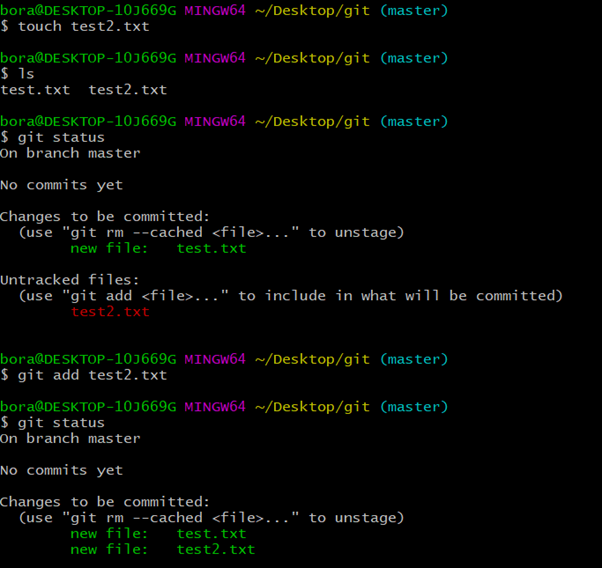 bora@DESKTOP-10J669G MINGW64 ~/Desktop/git (master)
$ touch test2.txt
bora@DESKTOP-10J669G MINGW64 ~/Desktop/git (master)
$ ls
test.txt  test2.txt
bora@DESKTOP-10J669G MINGW64 ~/Desktop/git (master)
$ git status
On branch master
No commits yet
Changes to be committed:
  (use "git rm --cached <file>..." to unstage)
        new file:   test.txt
Untracked files:
  (use "git add <file>..." to include in what will be committed)
        test2.txt
bora@DESKTOP-10J669G MINGW64 ~/Desktop/git (master)
$ git add test2.txt
bora@DESKTOP-10J669G MINGW64 ~/Desktop/git (master)
$ git status
On branch master
No commits yet
Changes to be committed:
  (use "git rm --cached <file>..." to unstage)
        new file:   test.txt
        new file:   test2.txt